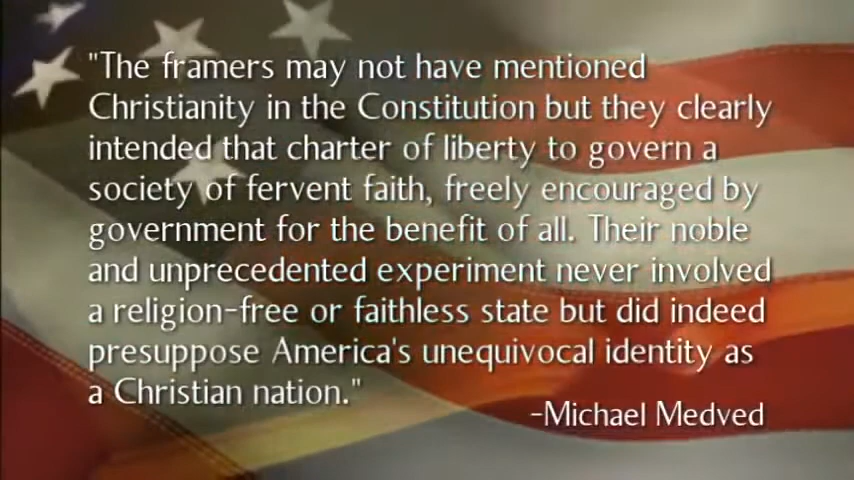 "The framers may not have mentioned
Christianity in the Constitution but they clearly
intended that charter of liberty to govern a
society of fervent faith, freely encouraged by
government for the benefit of all. Their noble
and unprecedented experiment never involved
a religion-free or faithless state but did indeed
presuppose America's unequivocal identity as
a Christian nation."
-Michael Medved